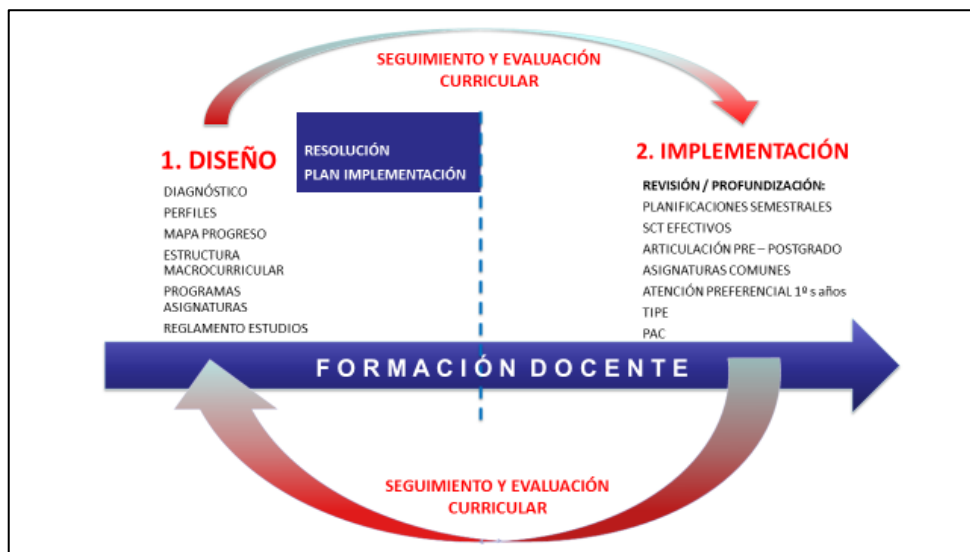 SEGUIMIENTO Y EVALUACIÓN
CURRICULAR
1. DISEÑO
DIAGNÓSTICO
PERFILES
MAPA PROGRESO
ESTRUCTURA
MACROCURRICULAR
PROGRAMAS
ASIGNATURAS
REGLAMENTO ESTUDIOS
RESOLUCIÓN
PLAN IMPLEMENTACIÓN
2. IMPLEMENTACIÓN
REVISIÓN / PROFUNDIZACIÓN:
PLANIFICACIONES SEMESTRALES
SCT EFECTIVOS
ARTICULACIÓN PRE – POSTGRADO
ASIGNATURAS COMUNES
ATENCIÓN PREFERENCIAL 1º s años
TIPE
PAC
FORMACIÓN DOCENTE
SEGUIMIENTO Y EVALUACIÓN
CURRICULAR